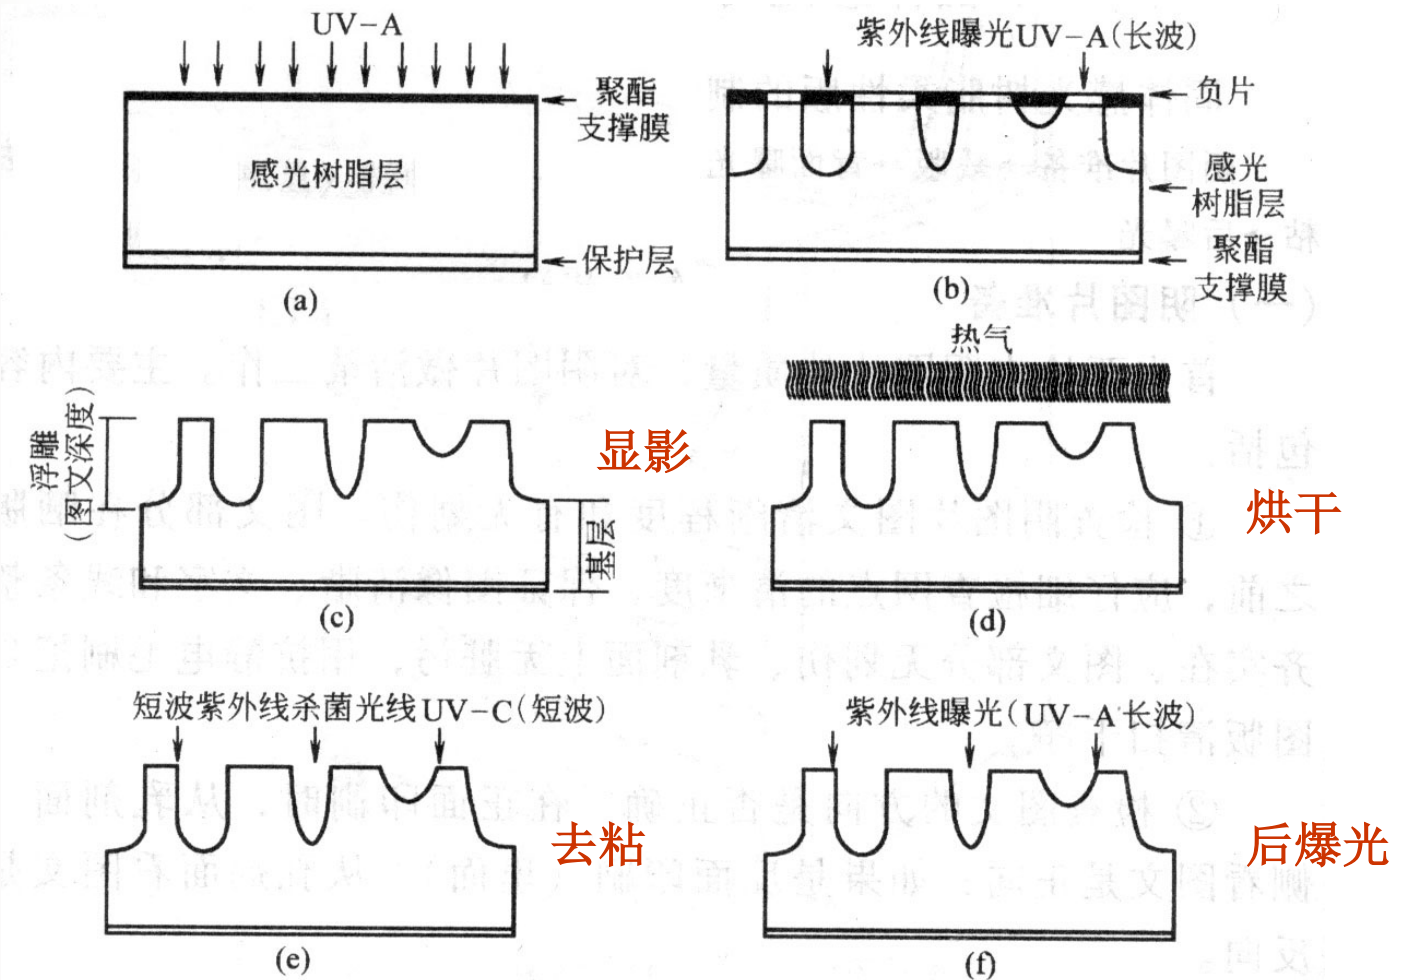 UV-A
聚酯
支撑膜
感光树脂层
保护层
(a)
紫外线曝光UV-A(长波)
负片
感光
树脂层
聚酯
支撑膜
(b)
浮雕
(图文深度)
显影
基层
(c)
热气
烘干
(d)
短波紫外线杀菌光线UV-C(短波)
去粘
(e)
紫外线曝光(UV-A长波)
后爆光
(f)